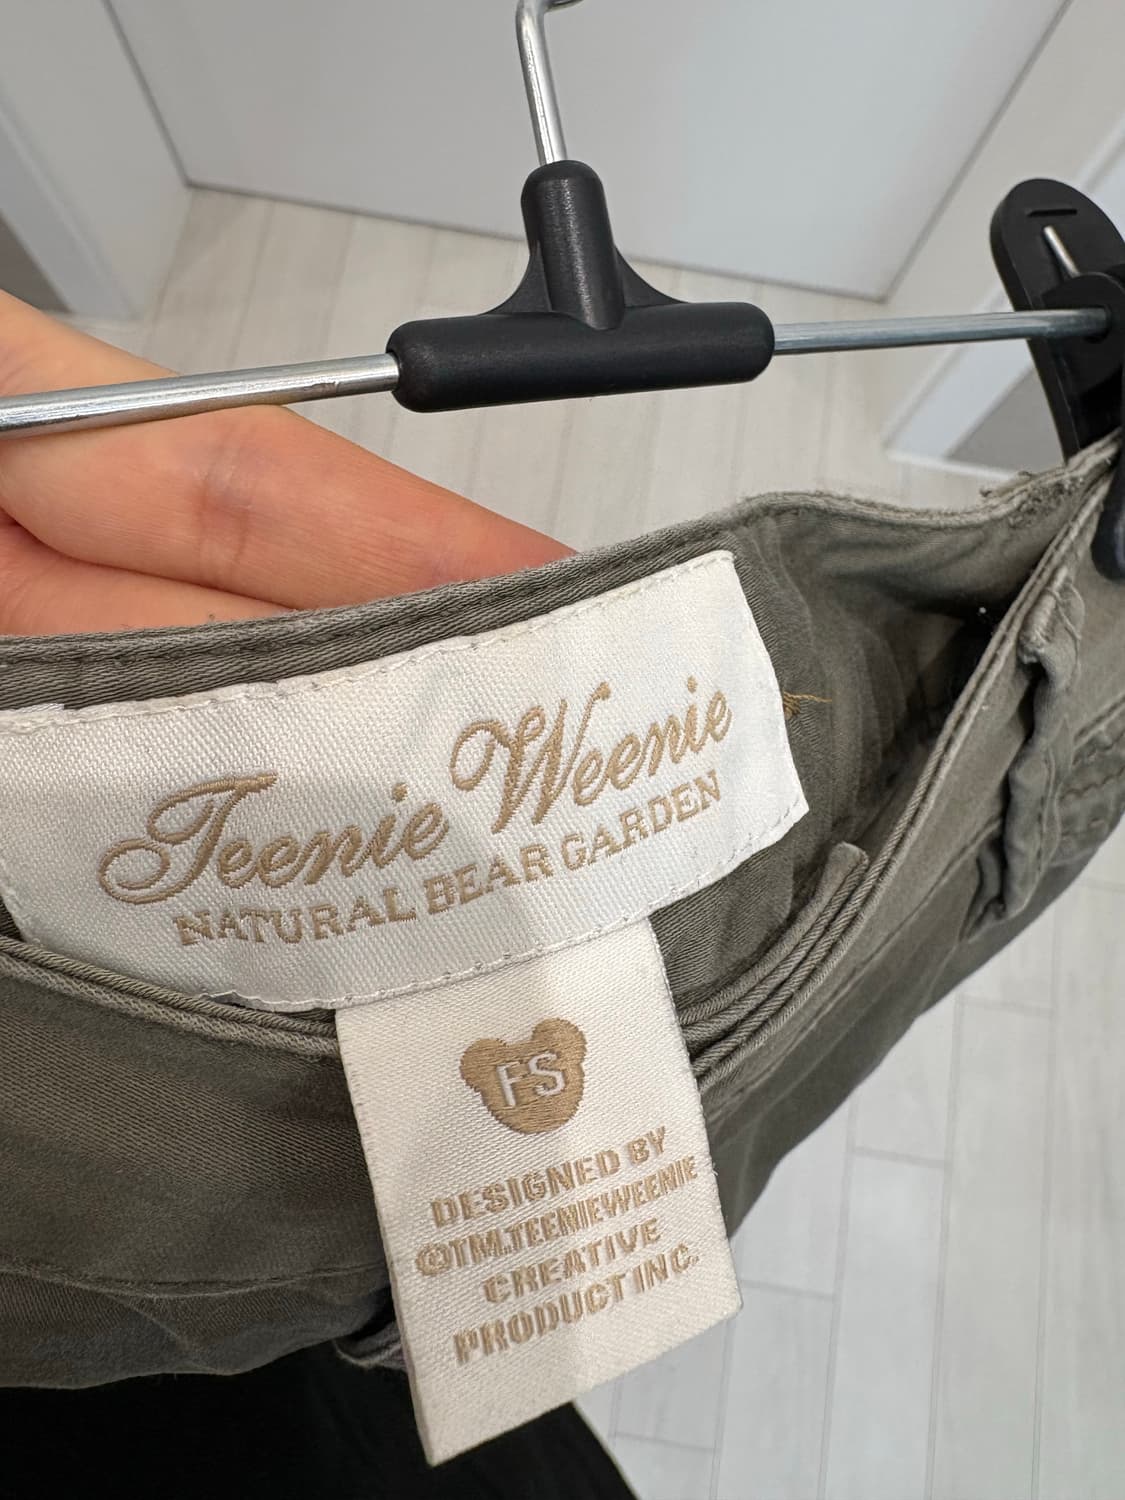 Teenie Weenie
NATURAL BEAR GARDEN
FS
DESIGNED BY
©TM.TEENIEWEENIE
CREATIVE
PRODUCT INC.